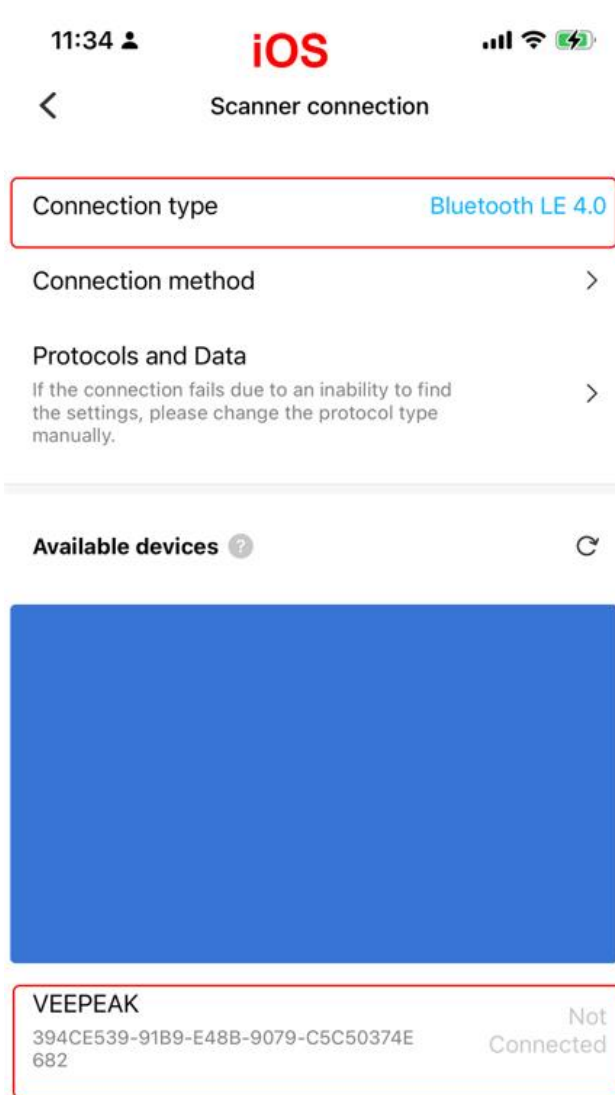 11:34
iOS
Scanner connection
Connection type Bluetooth LE 4.0
Connection method
Protocols and Data
If the connection fails due to an inability to find
the settings, please change the protocol type
manually.
Available devices ?
VEEPEAK
394CE539-91B9-E48B-9079-C5C50374E
682
Not
Connected